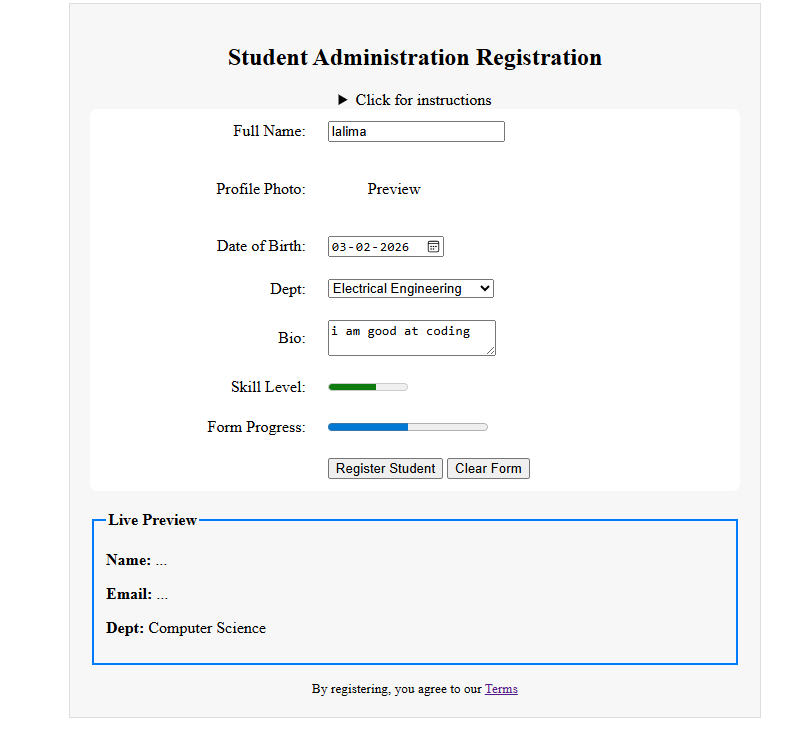 Student Administration Registration
▶ Click for instructions
Full Name: lalima
Profile Photo: Preview
Date of Birth: 03-02-2026
Dept: Electrical Engineering
Bio: i am good at coding
Skill Level:
Form Progress:
Register Student Clear Form
Live Preview
Name: ...
Email: ...
Dept: Computer Science
By registering, you agree to our Terms